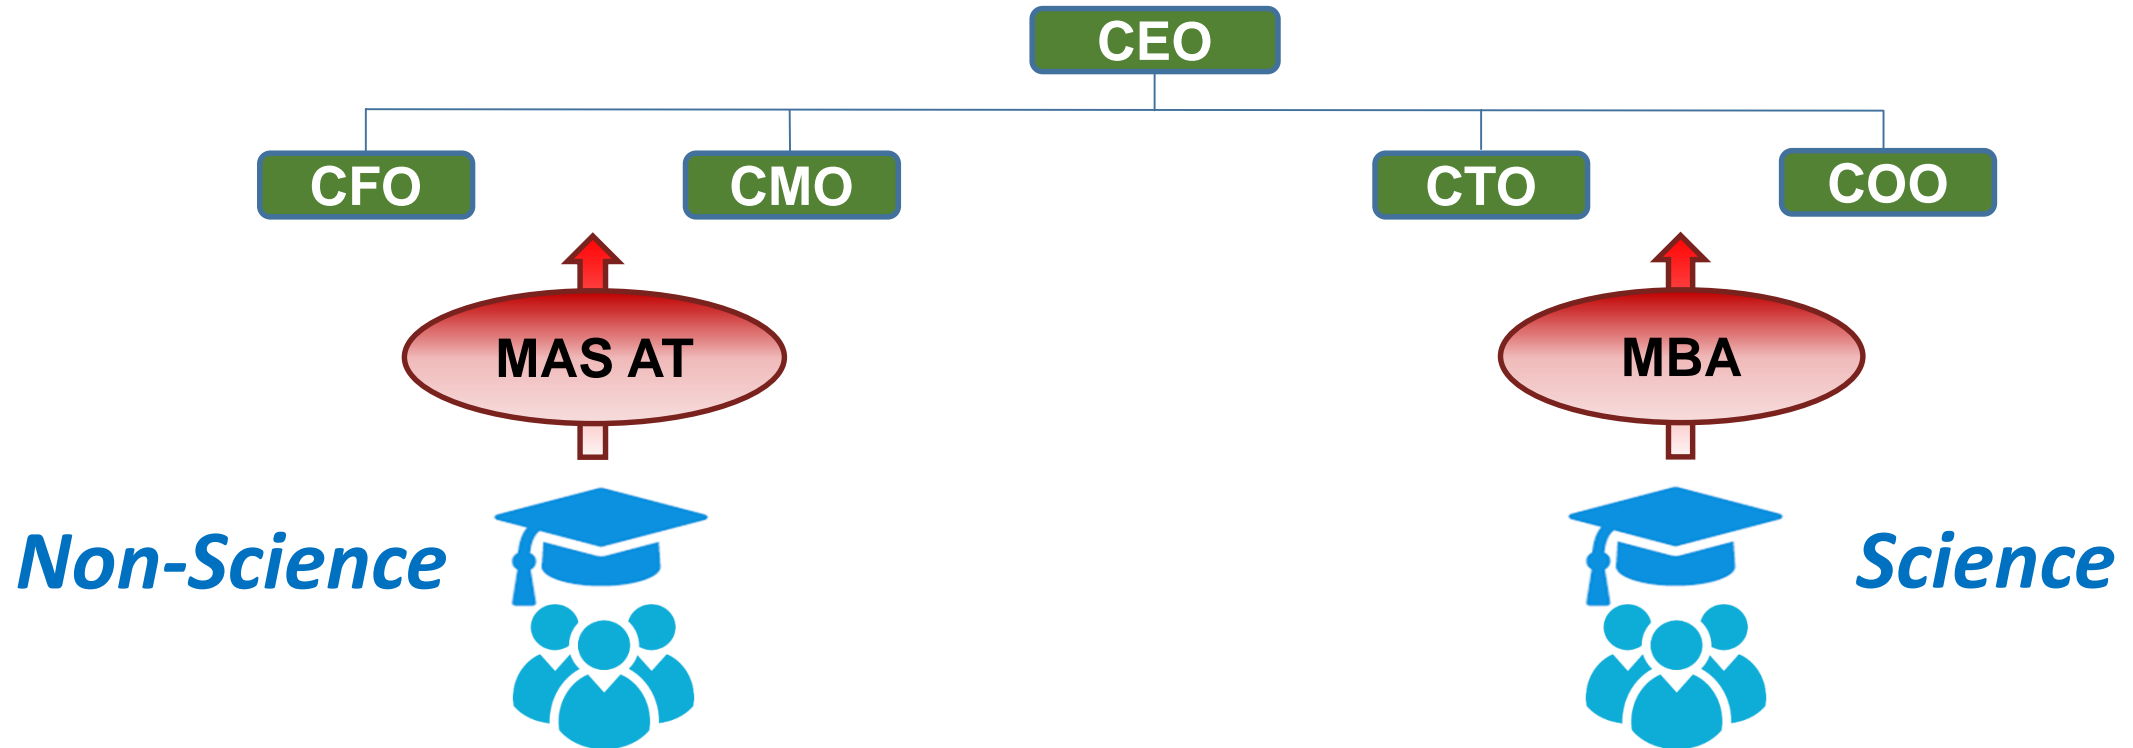 CEO
CFO
CMO
CTO
COO
MAS AT
MBA
Non-Science
Science